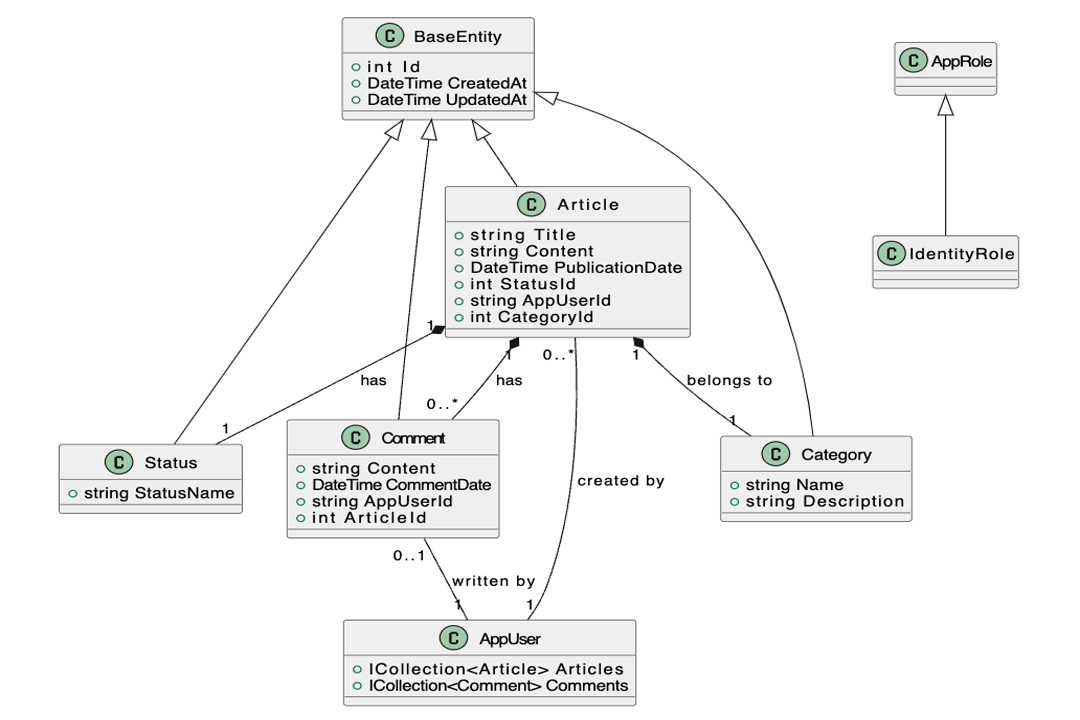 C BaseEntity
int Id
DateTime CreatedAt
DateTime UpdatedAt
C AppRole
C Article
string Title
string Content
DateTime PublicationDate
int StatusId
string AppUserId
int CategoryId
C IdentityRole
1
1
0..*
1
has
has
belongs to
0..*
1
1
C Status
string StatusName
C Comment
string Content
DateTime CommentDate
string AppUserId
int ArticleId
created by
C Category
string Name
string Description
0..1
written by
1
1
C AppUser
ICollection<Article> Articles
ICollection<Comment> Comments